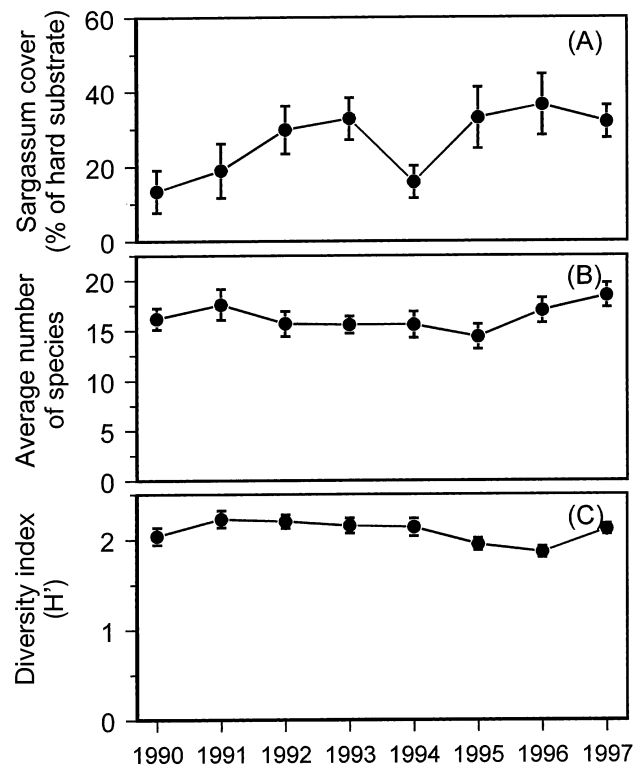 Sargassum cover
(% of hard substrate)
60
40
20
0
(A)
Average number
of species
20
15
10
5
0
(B)
Diversity index
(H')
2
1
0
(C)
1990 1991 1992 1993 1994 1995 1996 1997